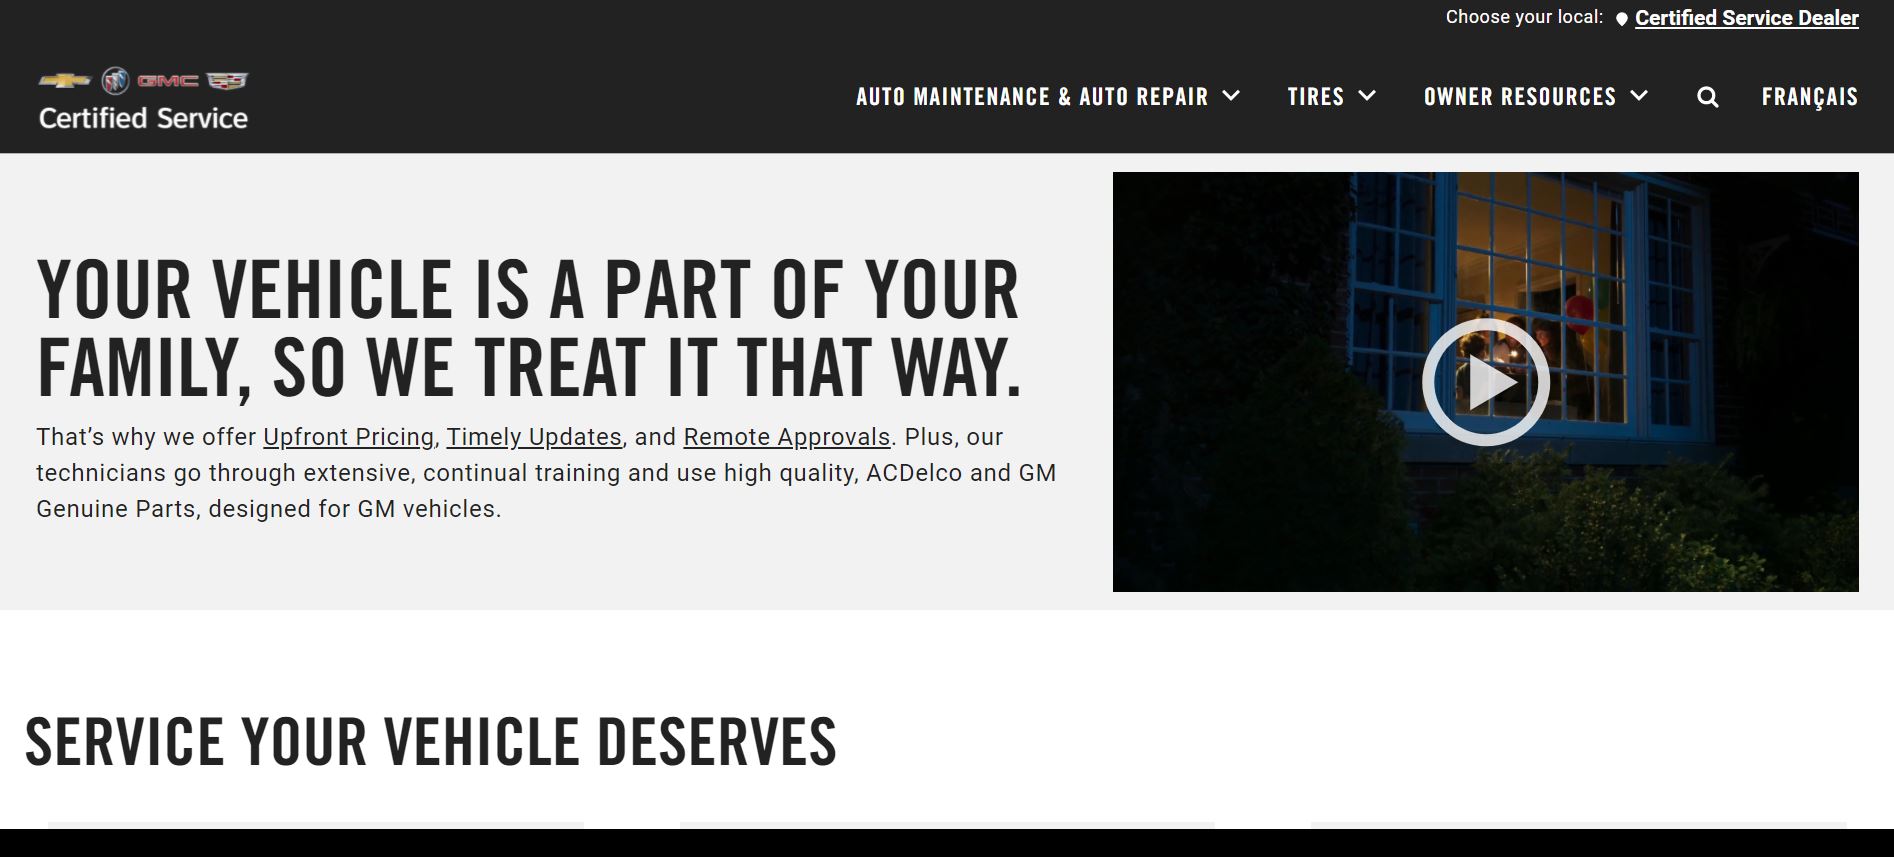 Choose your local: Certified Service Dealer
GMC
Certified Service
AUTO MAINTENANCE & AUTO REPAIR
TIRES
OWNER RESOURCES
FRANÇAIS
YOUR VEHICLE IS A PART OF YOUR
FAMILY, SO WE TREAT IT THAT WAY.
That’s why we offer Upfront Pricing, Timely Updates, and Remote Approvals. Plus, our
technicians go through extensive, continual training and use high quality, ACDelco and GM
Genuine Parts, designed for GM vehicles.
SERVICE YOUR VEHICLE DESERVES